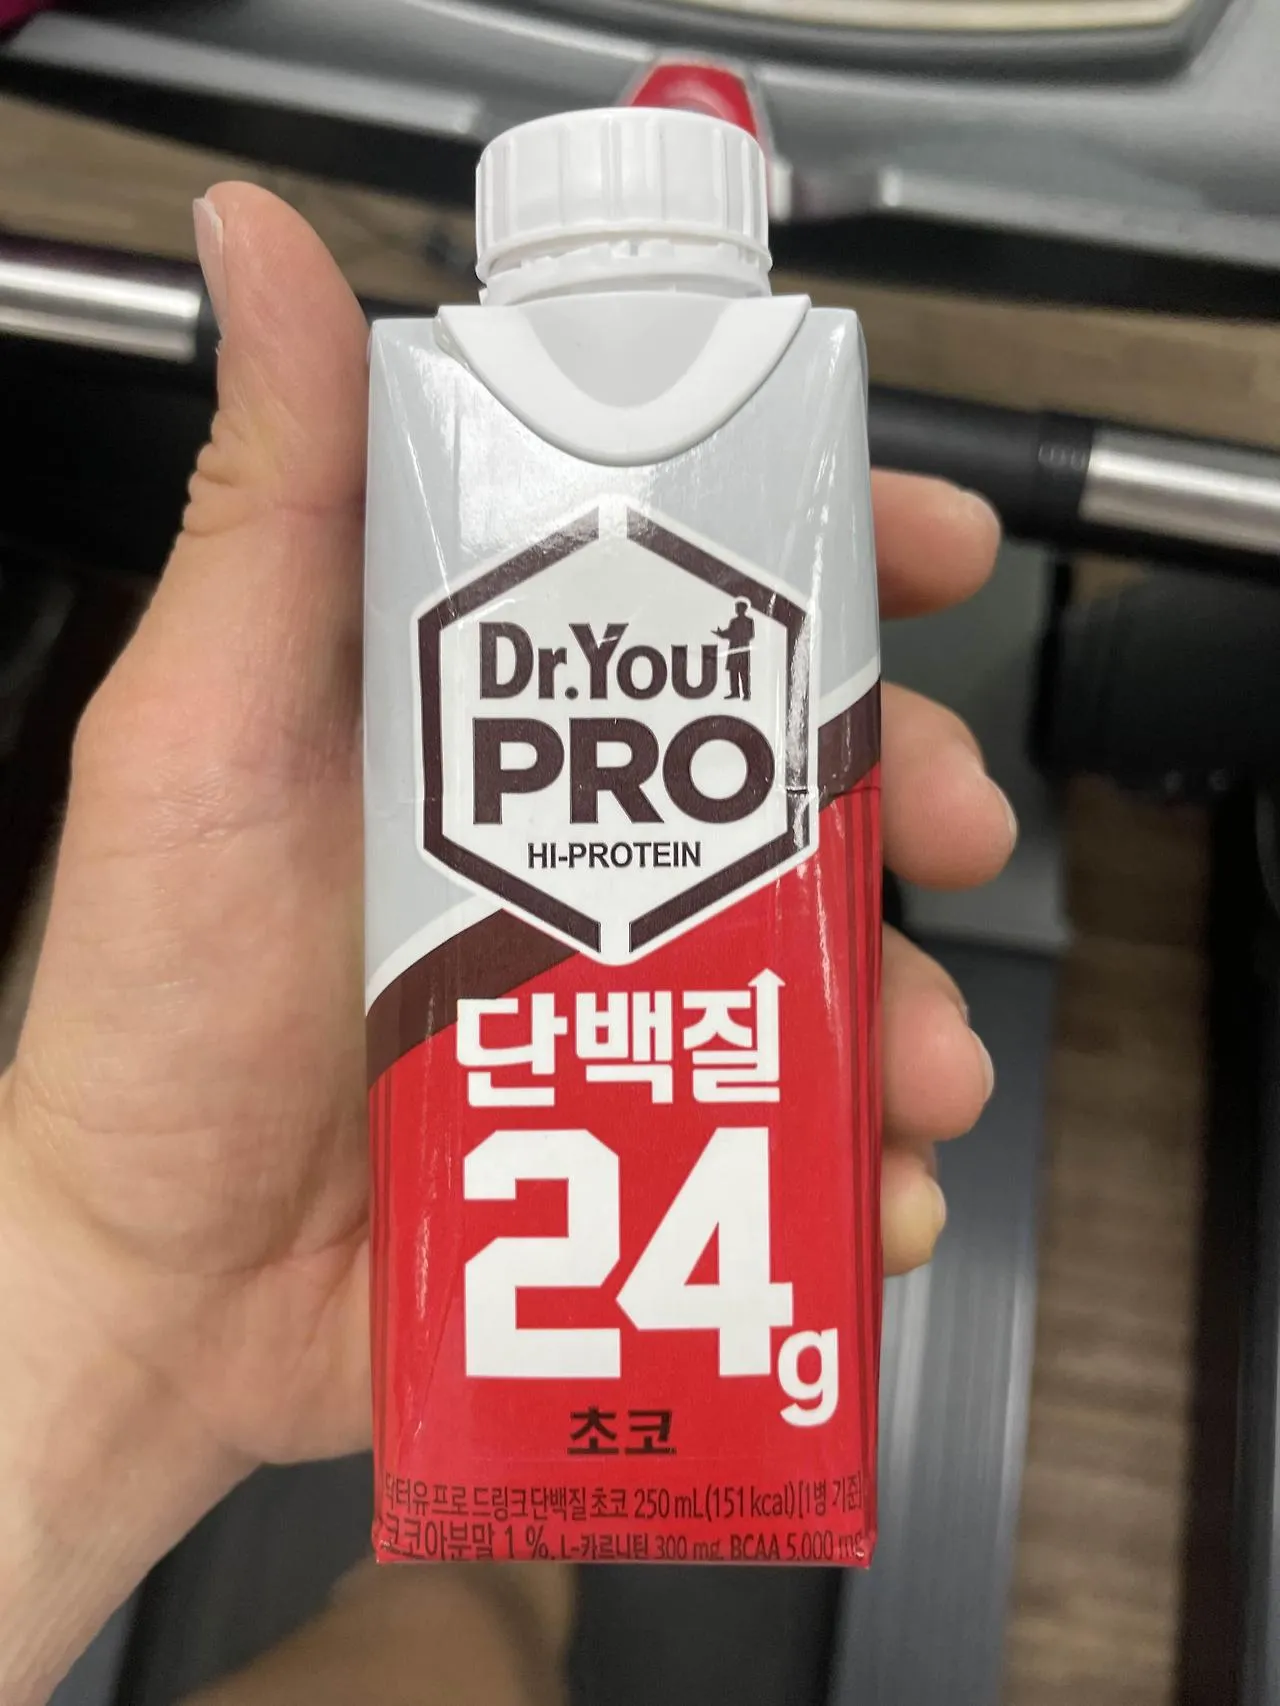 Dr.You
PRO
HI-PROTEIN
단백질
24g
초코
닥터유 프로 드링크 단백질 초코 250 mL (151 kcal) [1병 기준]
코코아분말 1 %, L-카르니틴 300 mg, BCAA 5,000 mg